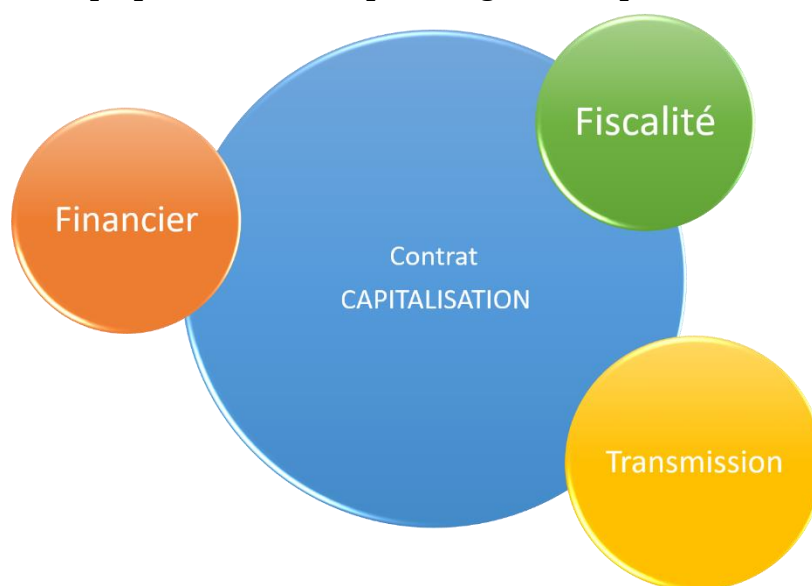 Fiscalité
Financier
Contrat
CAPITALISATION
Transmission